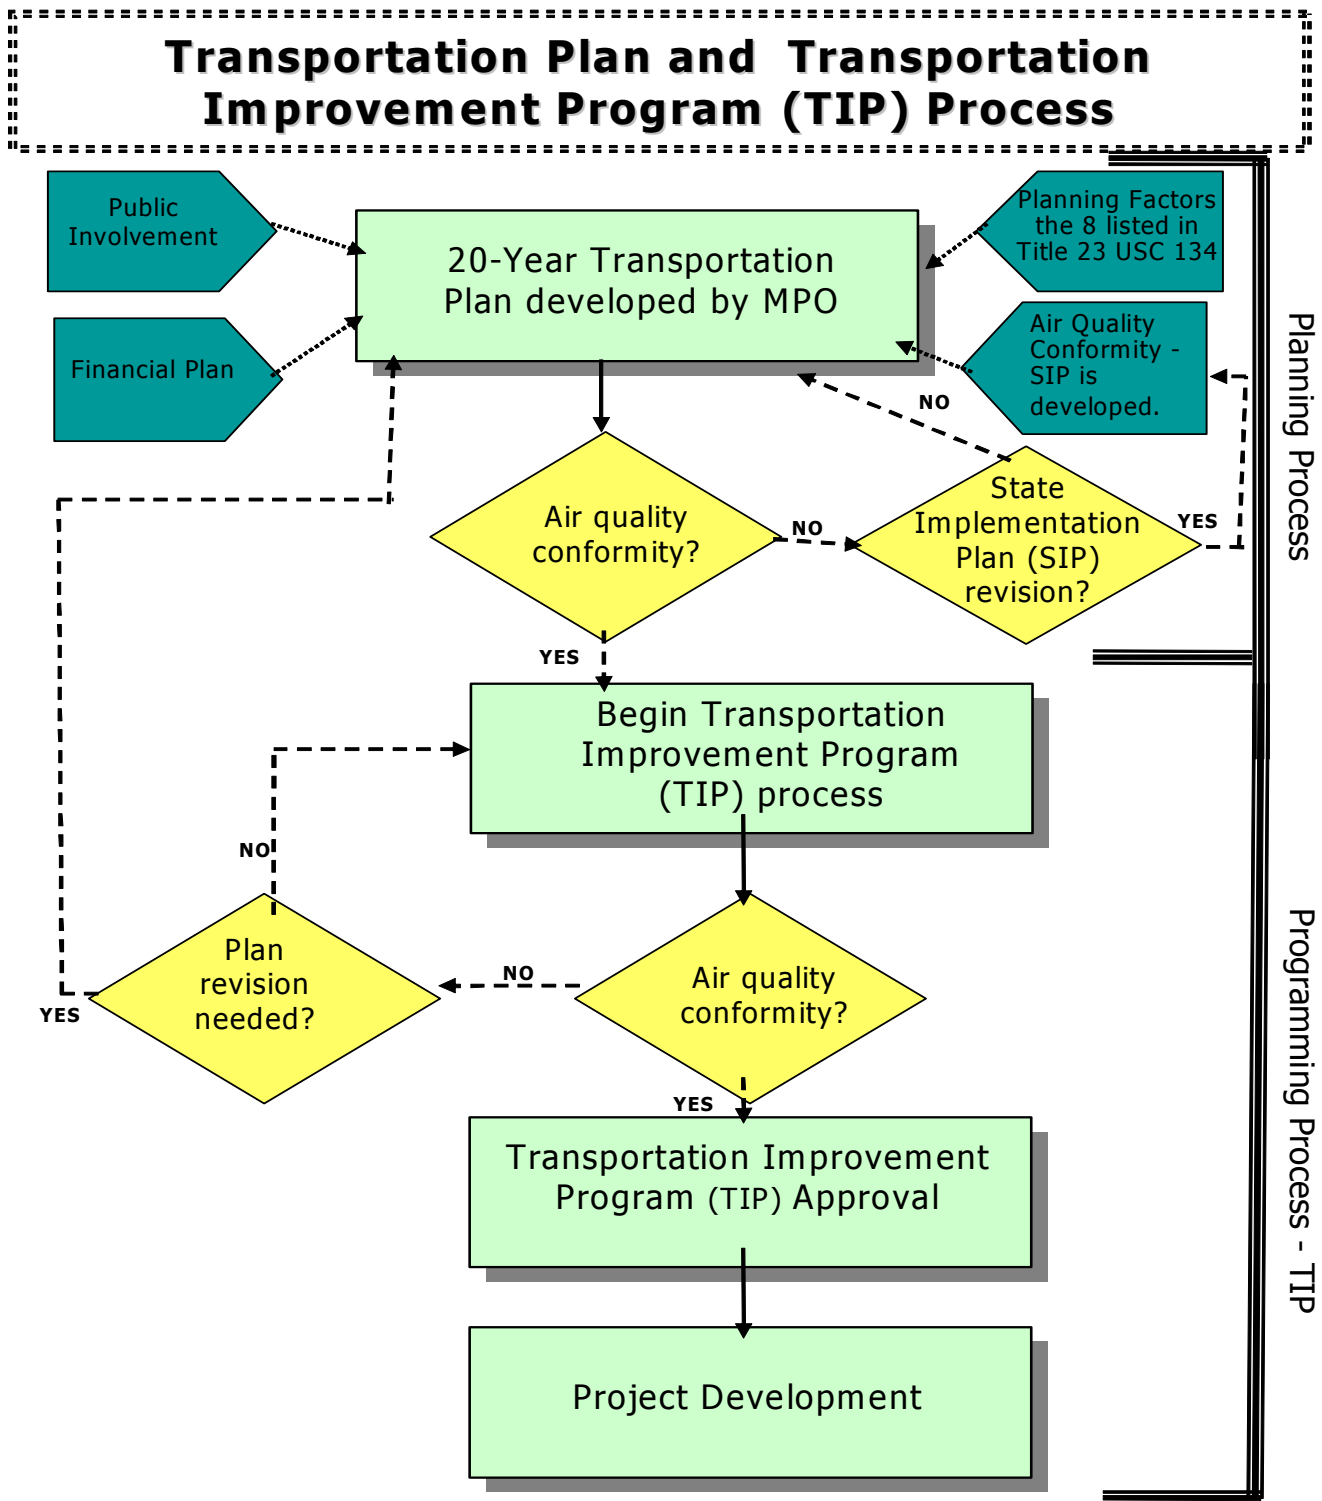 Transportation Plan and Transportation
Improvement Program (TIP) Process
Public
Involvement
Financial Plan
20-Year Transportation
Plan developed by MPO
Planning Factors
the 8 listed in
Title 23 USC 134
Air Quality
Conformity -
SIP is
developed.
NO
Air quality
conformity?
NO
State
Implementation
Plan (SIP)
revision?
YES
YES
Planning Process
Begin Transportation
Improvement Program
(TIP) process
NO
Plan
revision
needed?
YES
NO
Air quality
conformity?
YES
Transportation Improvement
Program (TIP) Approval
Project Development
Programming Process - TIP